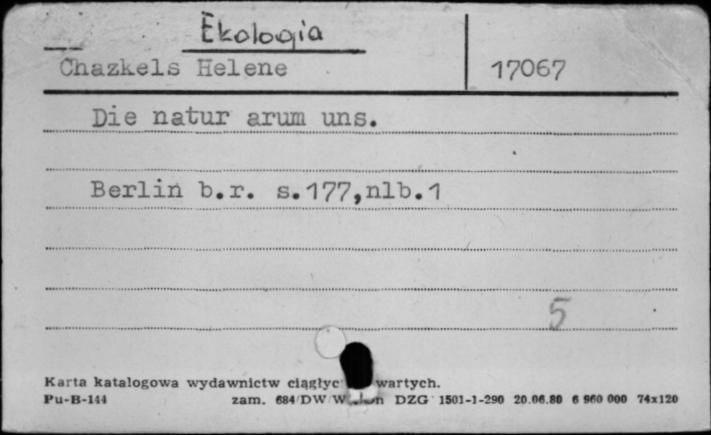 Ekologia
Chazkels Helene 17067
Die natur arum uns.
Berlin b.r. s.177,nlb.1
5
Karta katalogowa wydawnictw ciągłyc wartych.
Pu-B-144 zam. 684/DW DZG 1501-1-290 20.06.80 6 960 000 74x120